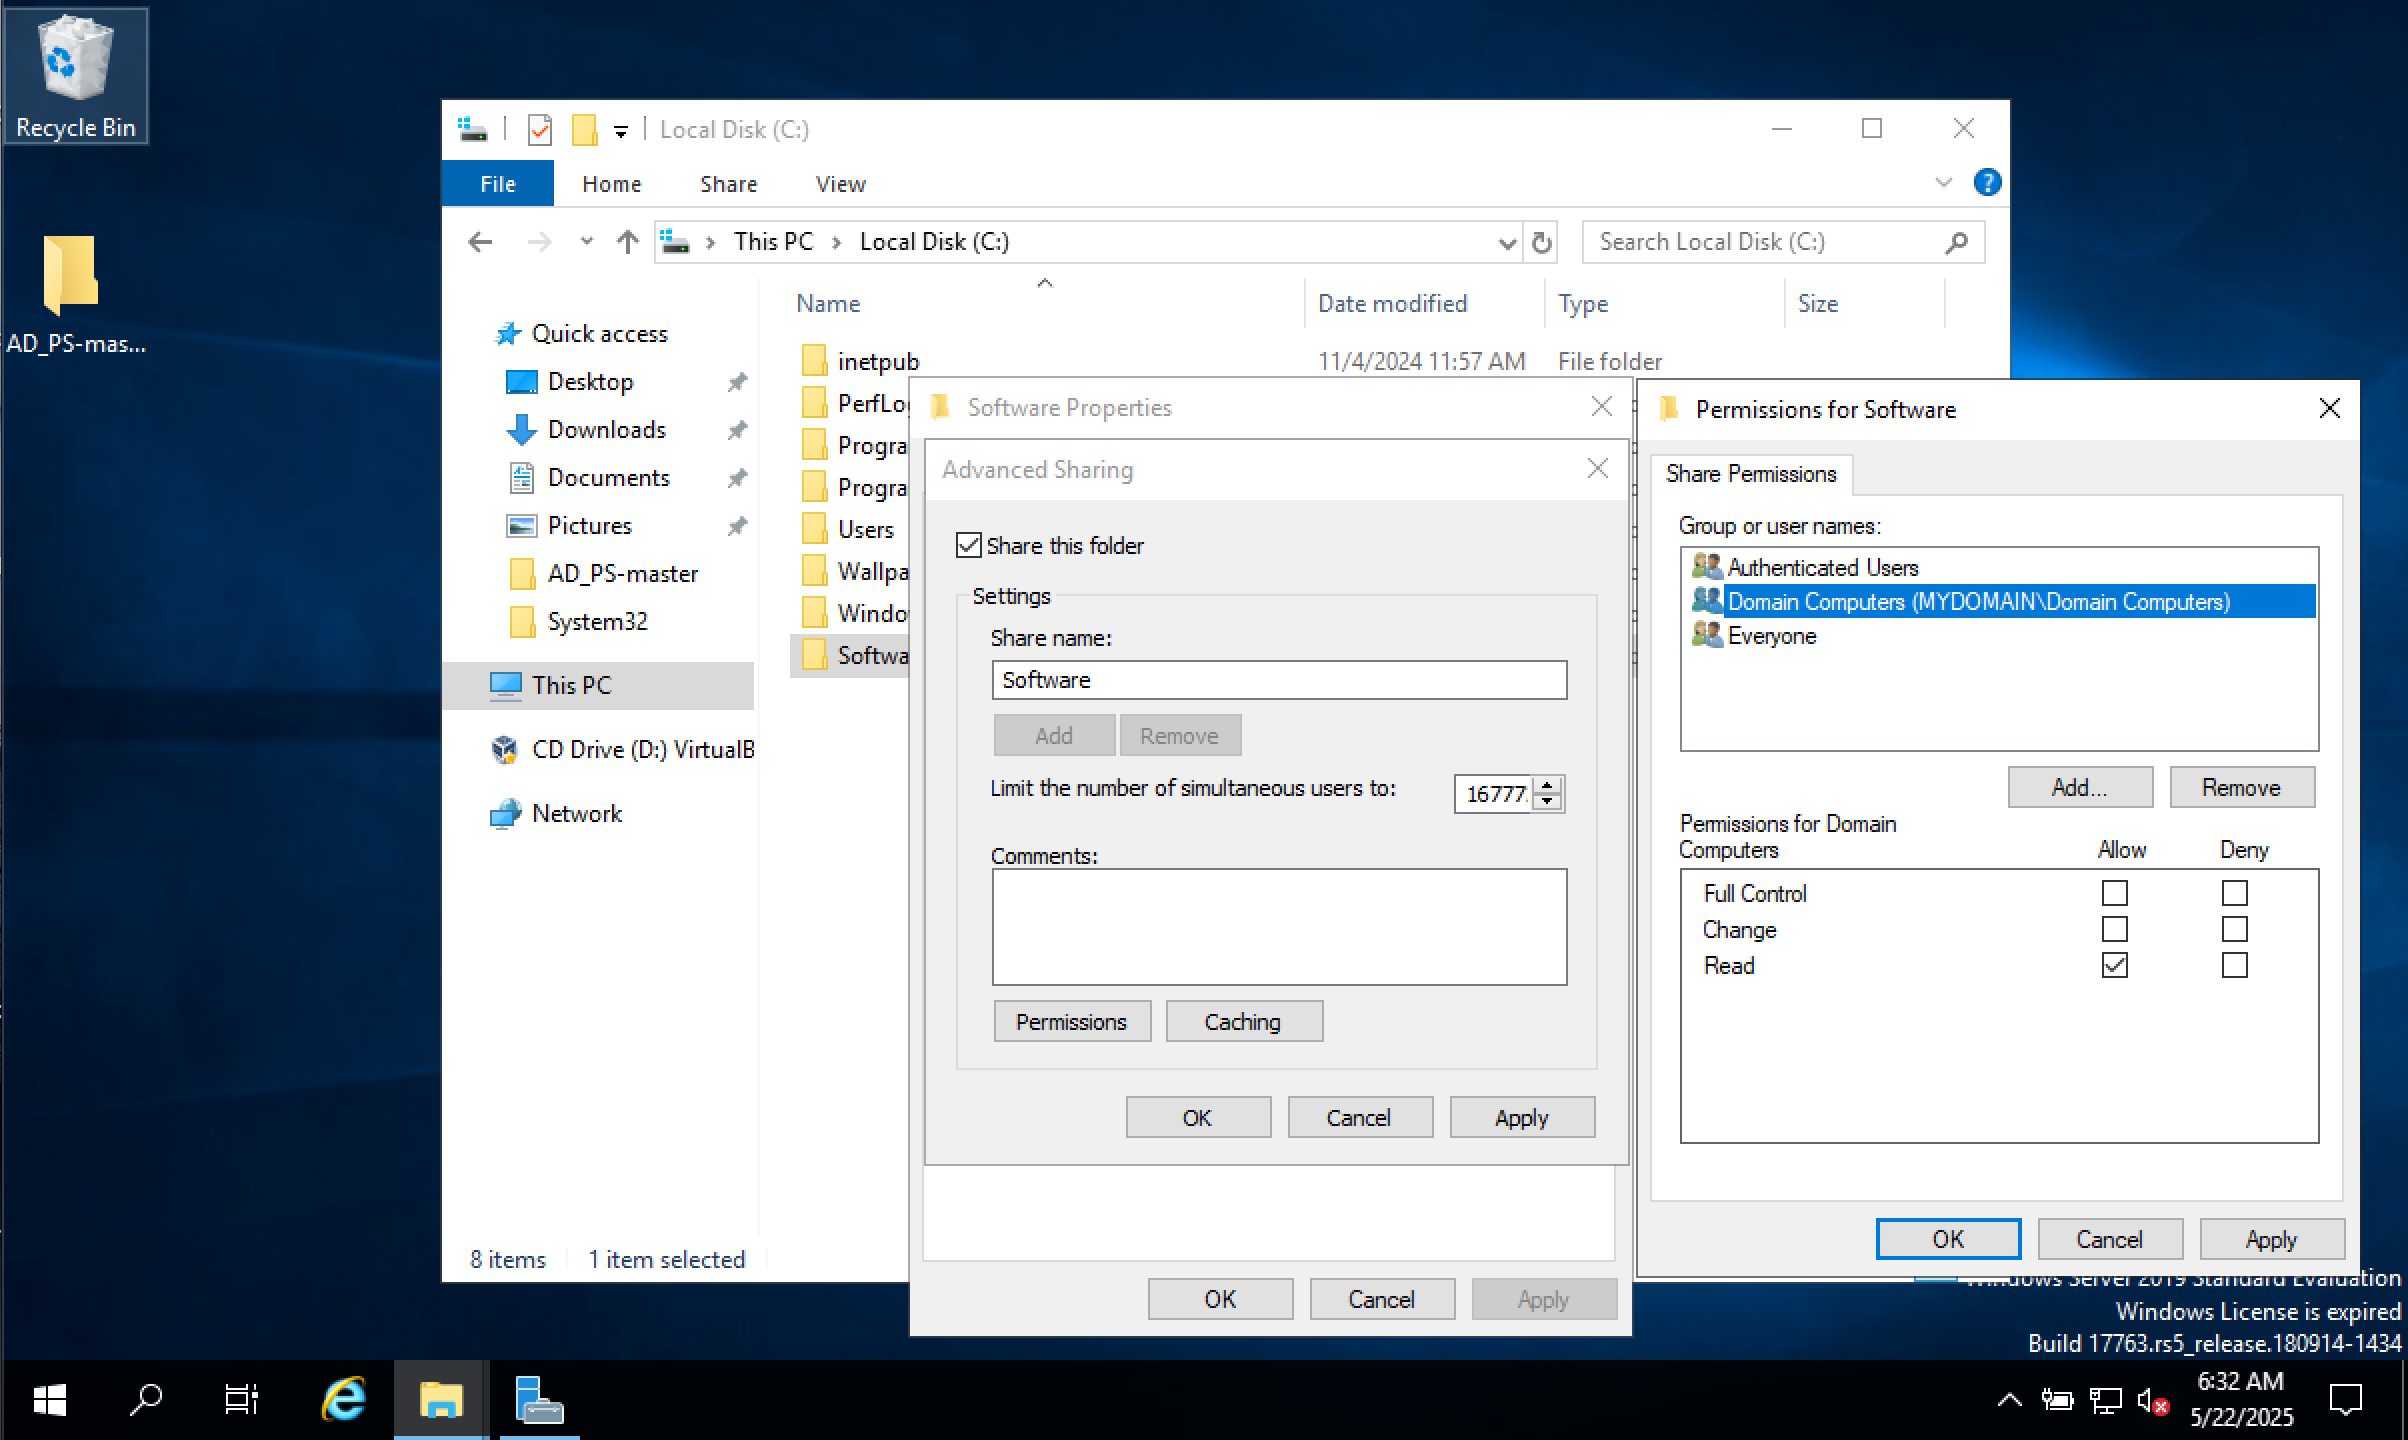 Recycle Bin
AD_PS-mas...
Local Disk (C:)
File
Home
Share
View
This PC
Local Disk (C:)
Search Local Disk (C:)
Name
Date modified
Type
Size
Quick access
Desktop
Downloads
Documents
Pictures
AD_PS-master
System32
This PC
CD Drive (D:) VirtualB
Network
inetpub
11/4/2024 11:57 AM
File folder
PerfLo
Progra
Progra
Users
Wallpa
Windo
Softwa
8 items
1 item selected
Software Properties
Advanced Sharing
Share this folder
Settings
Share name:
Software
Add
Remove
Limit the number of simultaneous users to:
16777
Comments:
Permissions
Caching
OK
Cancel
Apply
OK
Cancel
Apply
Permissions for Software
Share Permissions
Group or user names:
Authenticated Users
Domain Computers (MYDOMAIN\Domain Computers)
Everyone
Add...
Remove
Permissions for Domain
Computers
Allow
Deny
Full Control
Change
Read
OK
Cancel
Apply
Windows Server 2019 Standard Evaluation
Windows License is expired
Build 17763.rs5_release.180914-1434
6:32 AM
5/22/2025